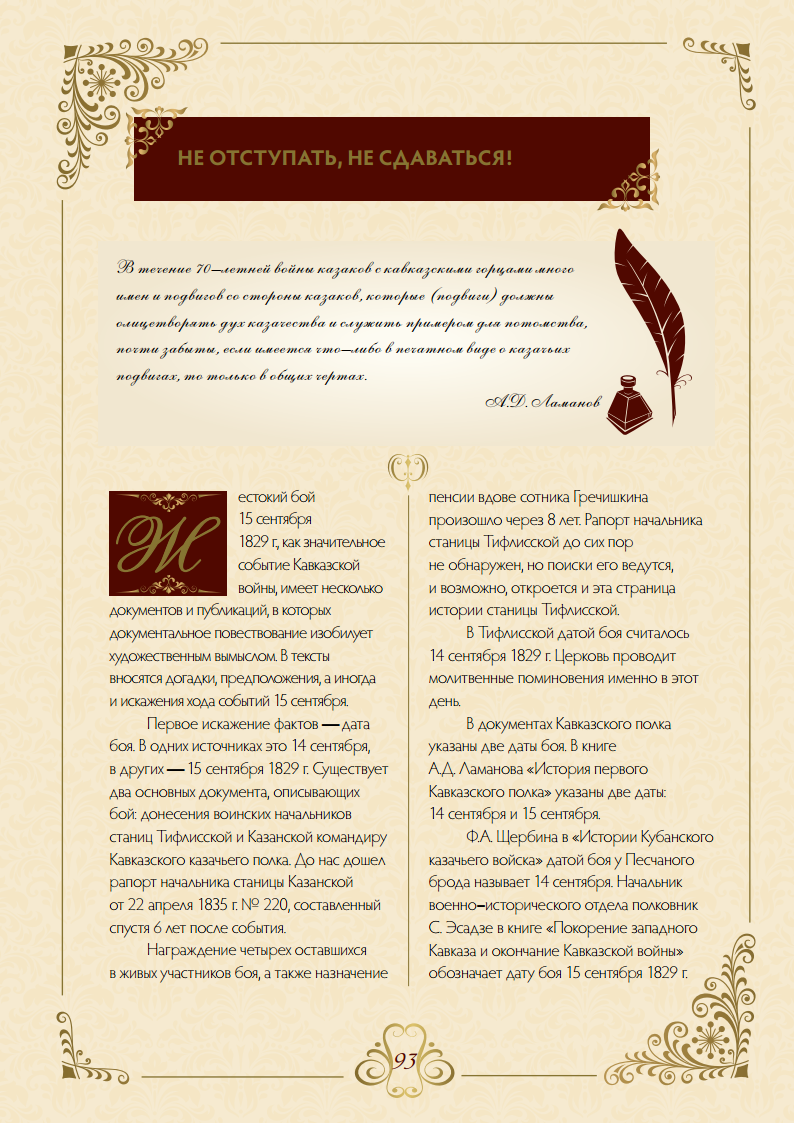 НЕ ОТСТУПАТЬ, НЕ СДАВАТЬСЯ!
В течение 70–летней войны казаков с кавказскими горцами много
имен и подвигов со стороны казаков, которые (подвиги) должны
олицетворять дух казачества и служить примером для потомства,
почти забыты, если имеется что–либо в печатном виде о казачьих
подвигах, то только в общих чертах.
А.Д. Ламанов
Жестокий бой
15 сентября
1829 г., как значительное
событие Кавказской
войны, имеет несколько
документов и публикаций, в которых
документальное повествование изобилует
художественным вымыслом. В тексты
вносятся догадки, предположения, а иногда
и искажения хода событий 15 сентября.
Первое искажение фактов — дата
боя. В одних источниках это 14 сентября,
в других — 15 сентября 1829 г. Существует
два основных документа, описывающих
бой: донесения воинских начальников
станиц Тифлисской и Казанской командиру
Кавказского казачьего полка. До нас дошел
рапорт начальника станицы Казанской
от 22 апреля 1835 г. № 220, составленный
спустя 6 лет после события.
Награждение четырех оставшихся
в живых участников боя, а также назначение
пенсии вдове сотника Гречишкина
произошло через 8 лет. Рапорт начальника
станицы Тифлисской до сих пор
не обнаружен, но поиски его ведутся,
и возможно, откроется и эта страница
истории станицы Тифлисской.
В Тифлисской датой боя считалось
14 сентября 1829 г. Церковь проводит
молитвенные поминовения именно в этот
день.
В документах Кавказского полка
указаны две даты боя. В книге
А.Д. Ламанова «История первого
Кавказского полка» указаны две даты:
14 сентября и 15 сентября.
Ф.А. Щербина в «Истории Кубанского
казачьего войска» датой боя у Песчаного
брода называет 14 сентября. Начальник
военно–исторического отдела полковник
С. Эсадзе в книге «Покорение западного
Кавказа и окончание Кавказской войны»
обозначает дату боя 15 сентября 1829 г.
93